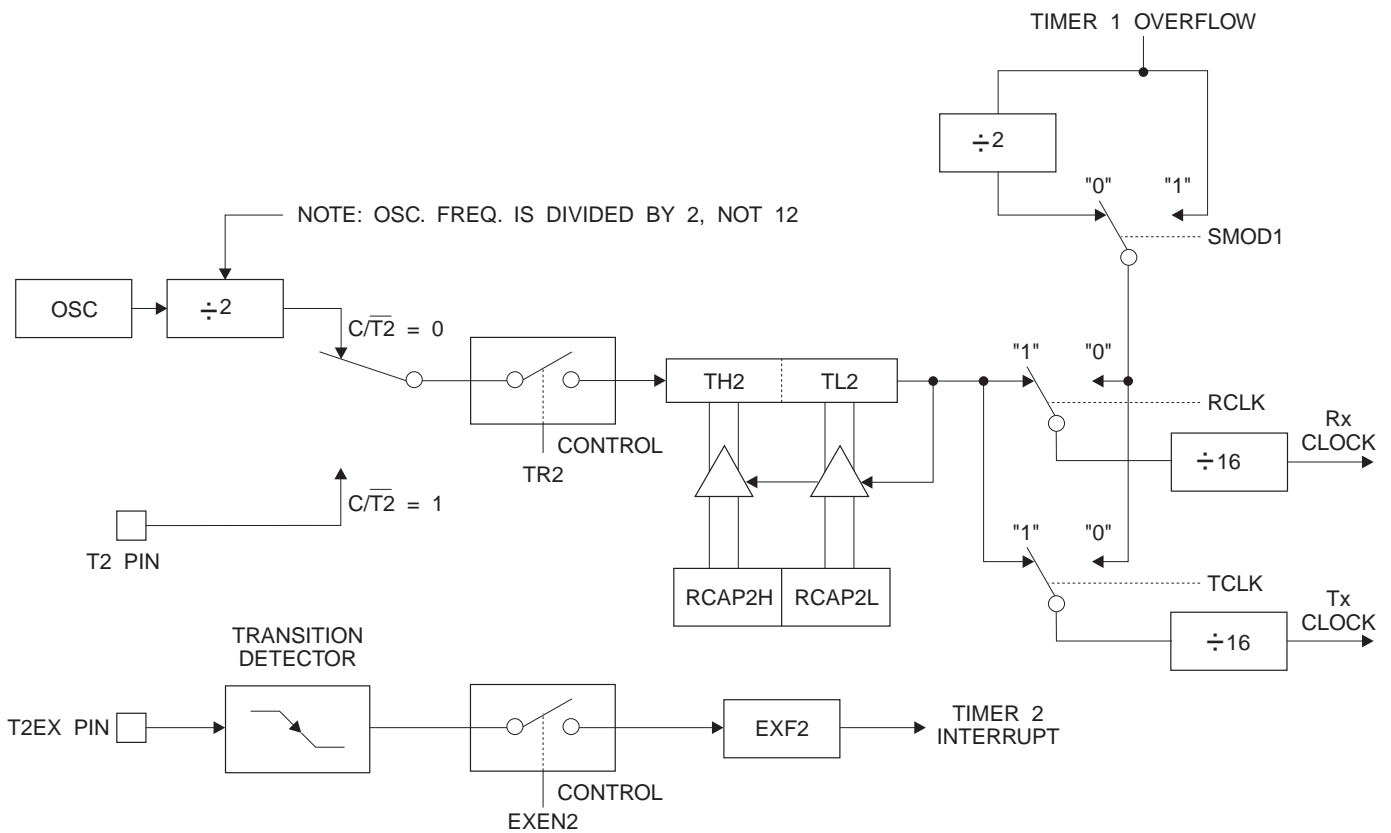 TIMER 1 OVERFLOW
÷2
"0" "1"
NOTE: OSC. FREQ. IS DIVIDED BY 2, NOT 12
SMOD1
OSC
÷2
C/T̅2̅ = 0
"1" "0"
TH2 TL2
RCLK
Rx
CLOCK
CONTROL
TR2
÷16
C/T̅2̅ = 1
"1" "0"
T2 PIN
RCAP2H RCAP2L
TCLK
Tx
CLOCK
TRANSITION
DETECTOR
÷16
T2EX PIN
EXF2
TIMER 2
INTERRUPT
CONTROL
EXEN2